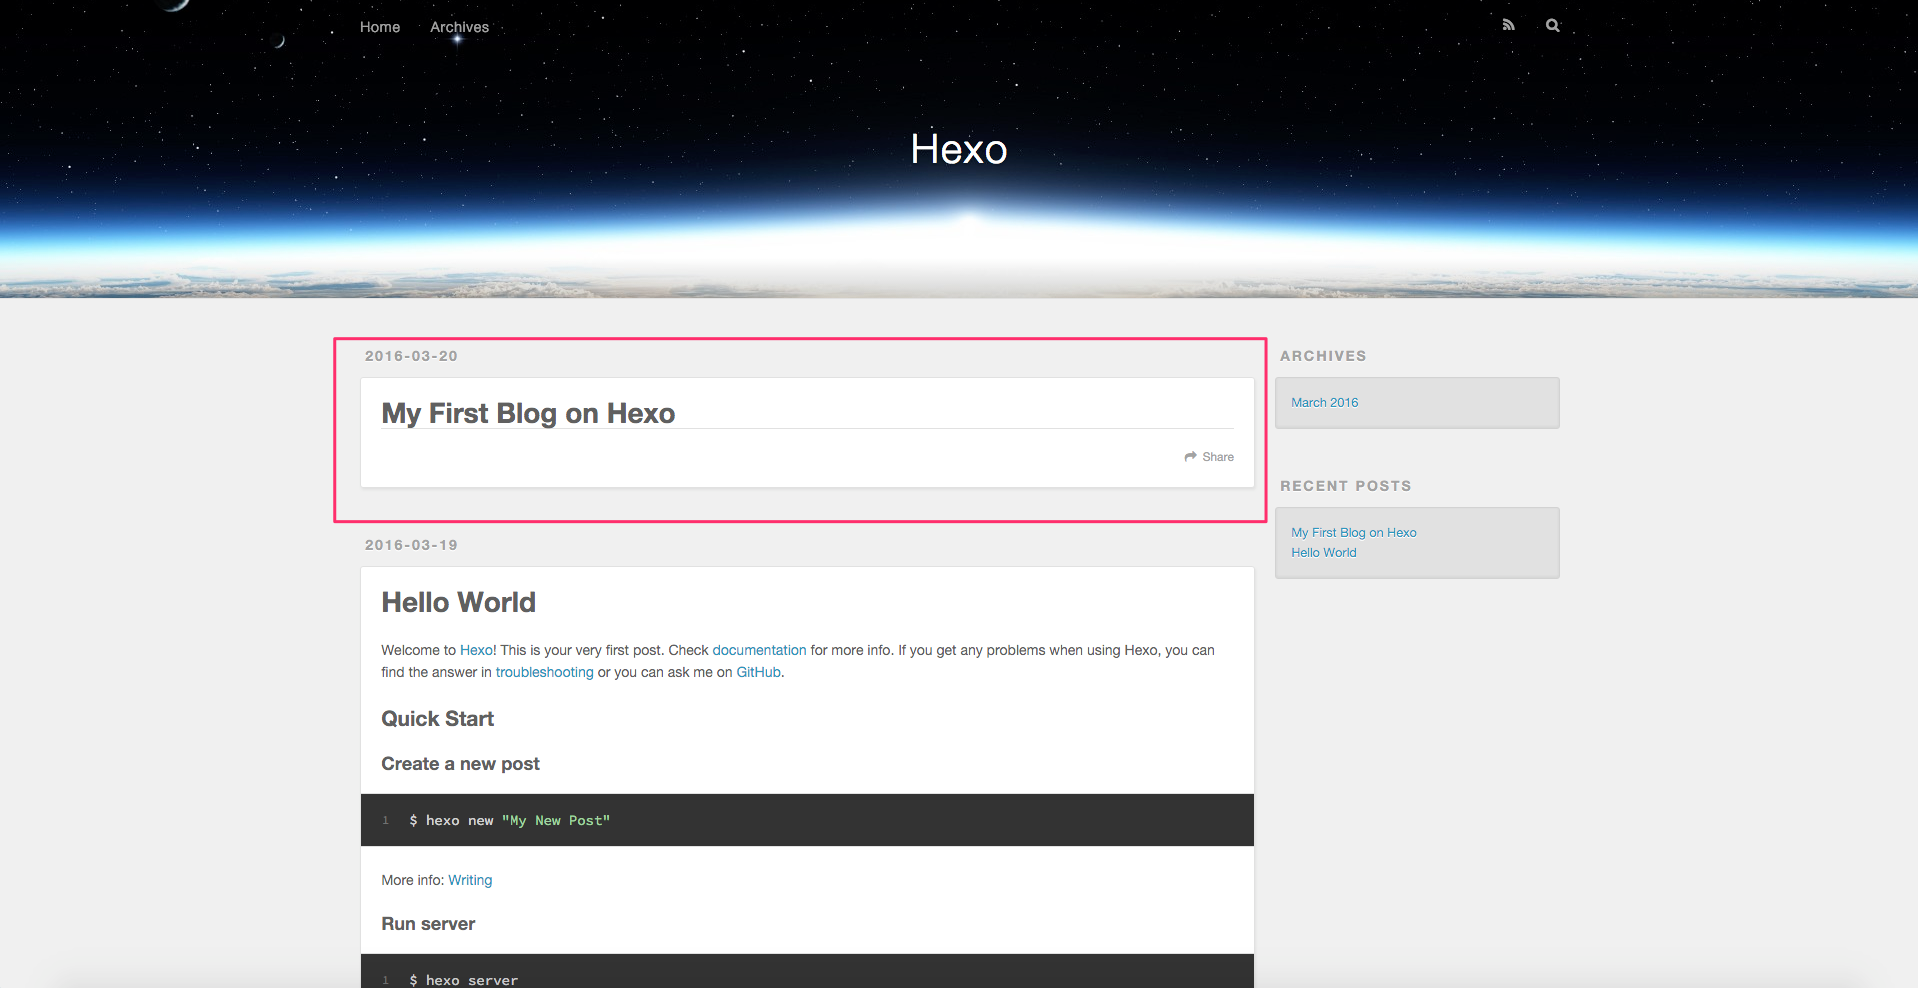 Home Archives
Hexo
2016-03-20
My First Blog on Hexo
Share
2016-03-19
Hello World
Welcome to Hexo! This is your very first post. Check documentation for more info. If you get any problems when using Hexo, you can
find the answer in troubleshooting or you can ask me on GitHub.
Quick Start
Create a new post
1 $ hexo new "My New Post"
More info: Writing
Run server
1 $ hexo server
ARCHIVES
March 2016
RECENT POSTS
My First Blog on Hexo
Hello World